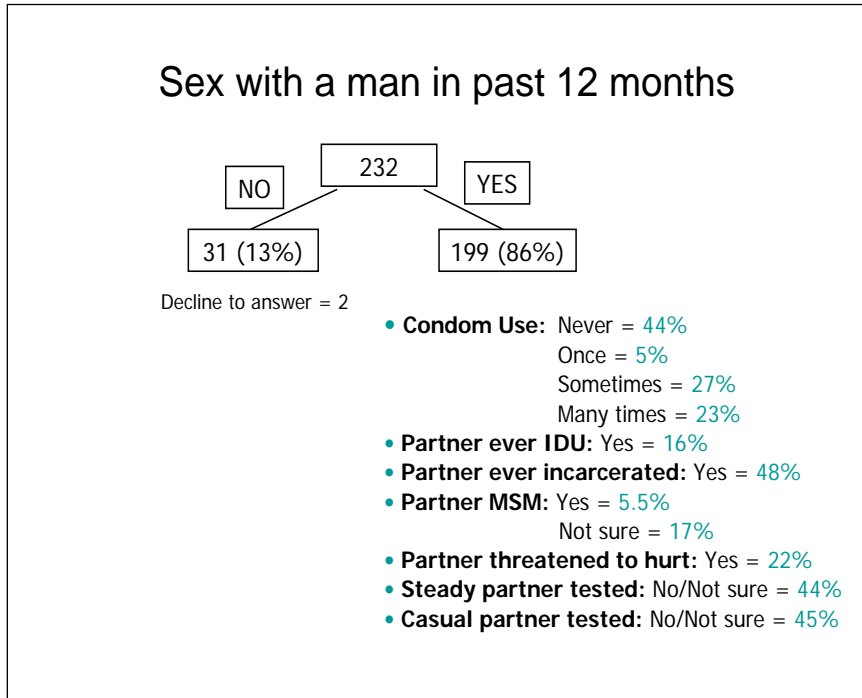 Sex with a man in past 12 months
232
NO
YES
31 (13%)
199 (86%)
Decline to answer = 2
• Condom Use: Never = 44%
Once = 5%
Sometimes = 27%
Many times = 23%
• Partner ever IDU: Yes = 16%
• Partner ever incarcerated: Yes = 48%
• Partner MSM: Yes = 5.5%
Not sure = 17%
• Partner threatened to hurt: Yes = 22%
• Steady partner tested: No/Not sure = 44%
• Casual partner tested: No/Not sure = 45%